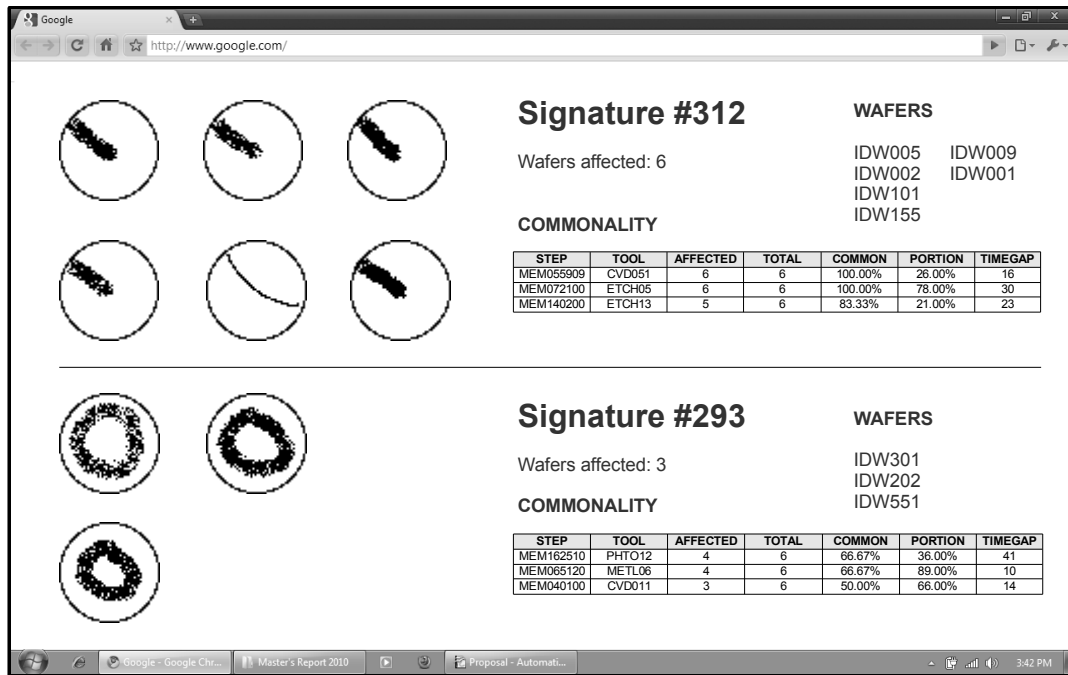 Google
http://www.google.com/
Signature #312
WAFERS
Wafers affected: 6
IDW005 IDW009
IDW002 IDW001
IDW101
IDW155
COMMONALITY
STEP TOOL AFFECTED TOTAL COMMON PORTION TIMEGAP
MEM055909 CVD051 6 6 100.00% 26.00% 16
MEM072100 ETCH05 6 6 100.00% 78.00% 30
MEM140200 ETCH13 5 6 83.33% 21.00% 23
Signature #293
WAFERS
Wafers affected: 3
IDW301
IDW202
IDW551
COMMONALITY
STEP TOOL AFFECTED TOTAL COMMON PORTION TIMEGAP
MEM162510 PHTO12 4 6 66.67% 36.00% 41
MEM065120 METL06 4 6 66.67% 89.00% 10
MEM040100 CVD011 3 6 50.00% 66.00% 14
Google - Google Chr... Master's Report 2010 Proposal - Automati... 3:42 PM